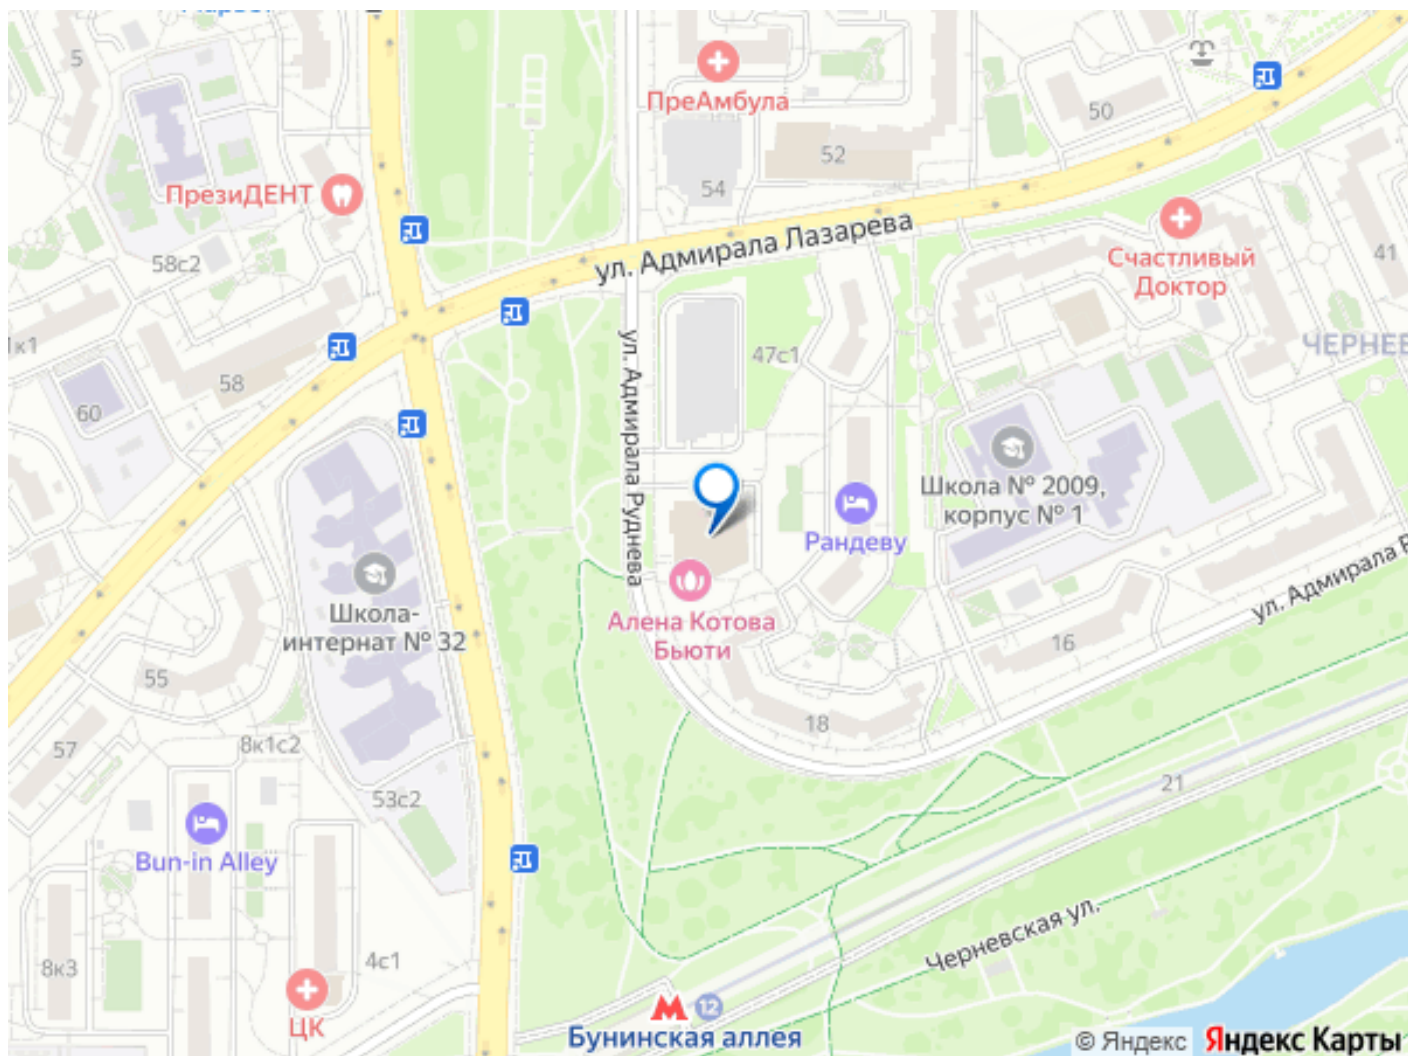 5
ПреАмбула
50
52
54
ПрезиДЕНТ
58с2
ул. Адмирала Лазарева
Счастливый
Доктор
41
1к1
58
60
ул. Адмирала Руднева
47с1
Школа № 2009,
корпус № 1
Рандеву
Школа-
интернат № 32
Алена Котова
Бьюти
16
18
55
57
8к1с2
53с2
21
Bun-in Alley
8к3
4с1
ЦК
Черневская ул.
12
Бунинская аллея
© Яндекс Яндекс Карты